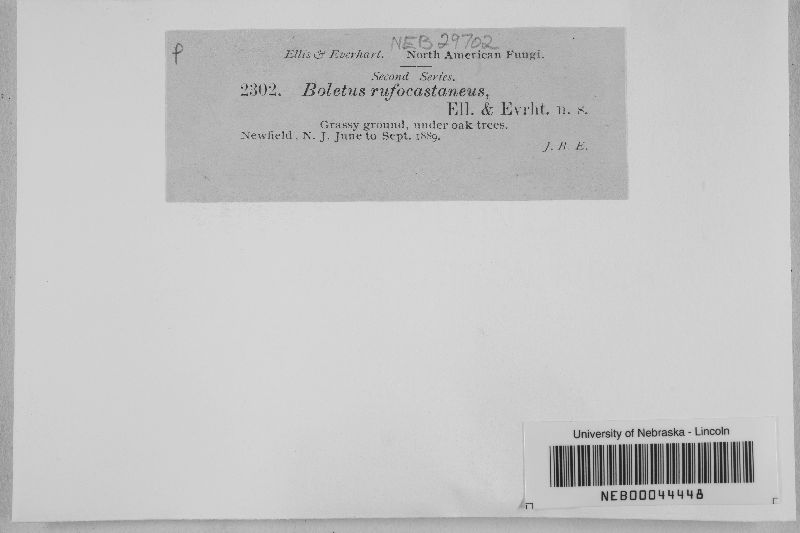 p
NEB 29702
Ellis & Everhart. North American Fungi.
Second Series.
2302. Boletus rufocastaneus,
Ell. & Evrht. n. s.
Grassy ground, under oak trees.
Newfield, N. J. June to Sept. 1889.
J. B. E.
University of Nebraska - Lincoln
NEB00044448